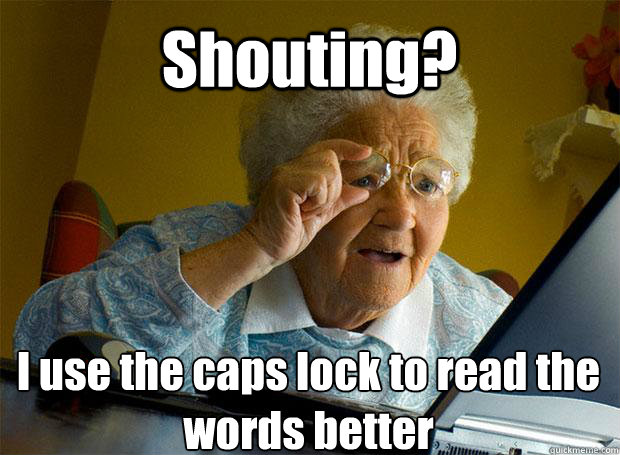 Shouting?
I use the caps lock to read the
words better
quickmeme.com